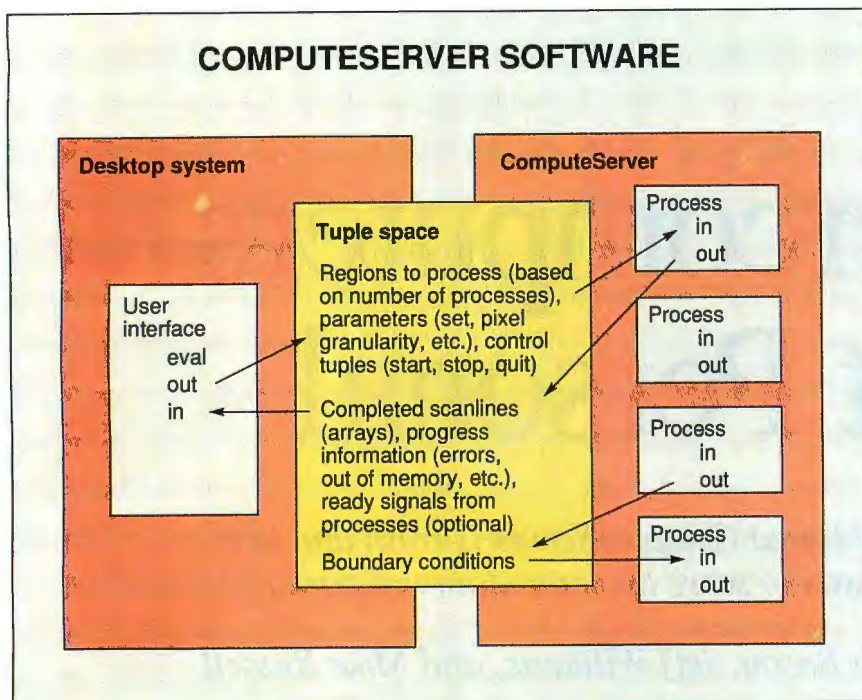 COMPUTESERVER SOFTWARE
Desktop system
User
interface
eval
out
in
Tuple space
Regions to process (based
on number of processes),
parameters (set, pixel
granularity, etc.), control
tuples (start, stop, quit)
Completed scanlines
(arrays), progress
information (errors,
out of memory, etc.),
ready signals from
processes (optional)
Boundary conditions
ComputeServer
Process
in
out
Process
in
out
Process
in
out
Process
in
out